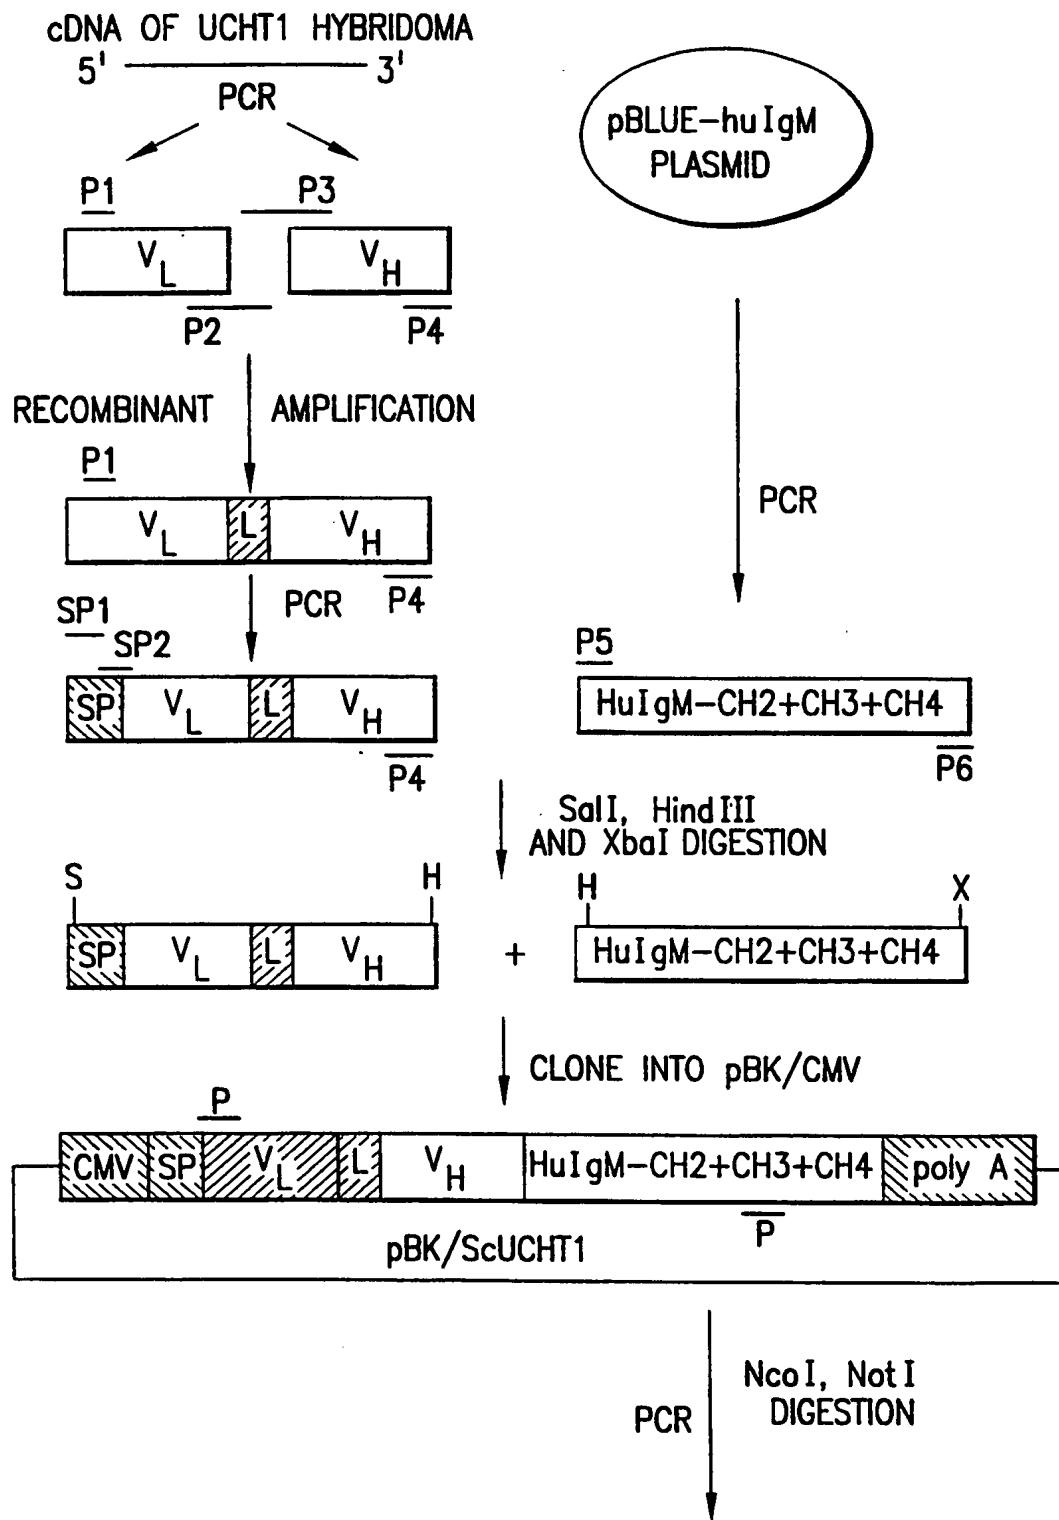 cDNA OF UCHT1 HYBRIDOMA
5' 3'
PCR
pBLUE-huIgM
PLASMID
P1 P3
VL VH
P2 P4
RECOMBINANT AMPLIFICATION
P1
VL L VH
P4
PCR
PCR
SP1
SP2
SP VL L VH
P4
P5
HuIgM-CH2+CH3+CH4
P6
SalI, HindIII
AND XbaI DIGESTION
S H
SP VL L VH
+
H X
HuIgM-CH2+CH3+CH4
CLONE INTO pBK/CMV
P
CMV SP VL L VH HuIgM-CH2+CH3+CH4 poly A
P
pBK/ScUCHT1
PCR
NcoI, NotI
DIGESTION